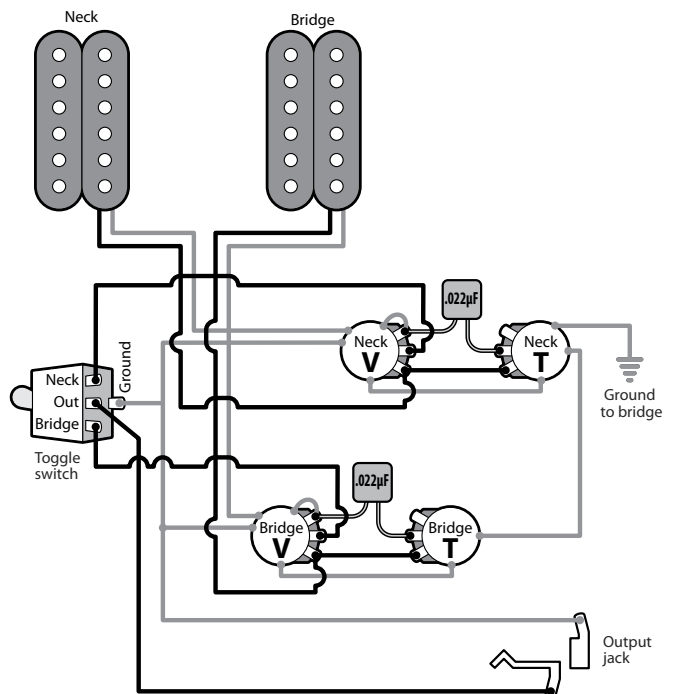 Neck
Bridge
.022µF
Neck
V
Neck
T
Ground
to bridge
Ground
Neck
Out
Bridge
Toggle
switch
.022µF
Bridge
V
Bridge
T
Output
jack